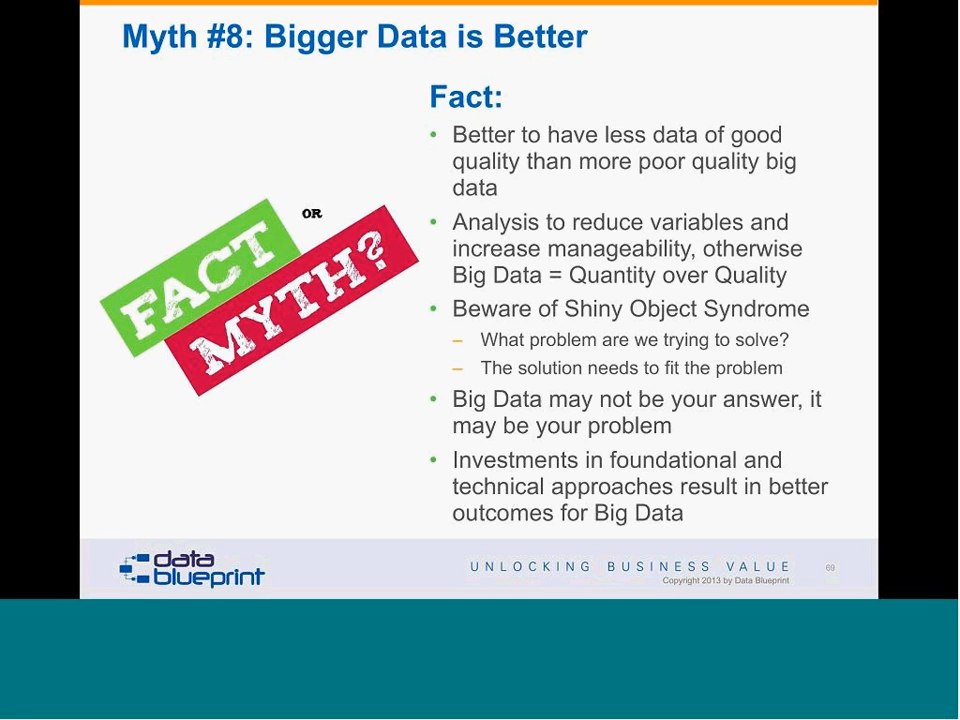 Myth #8: Bigger Data is Better
Fact:
• Better to have less data of good
quality than more poor quality big
data
• Analysis to reduce variables and
increase manageability, otherwise
Big Data = Quantity over Quality
• Beware of Shiny Object Syndrome
– What problem are we trying to solve?
– The solution needs to fit the problem
• Big Data may not be your answer, it
may be your problem
• Investments in foundational and
technical approaches result in better
outcomes for Big Data
FACT
OR
MYTH?
data
blueprint
UNLOCKING BUSINESS VALUE
Copyright 2013 by Data Blueprint
69